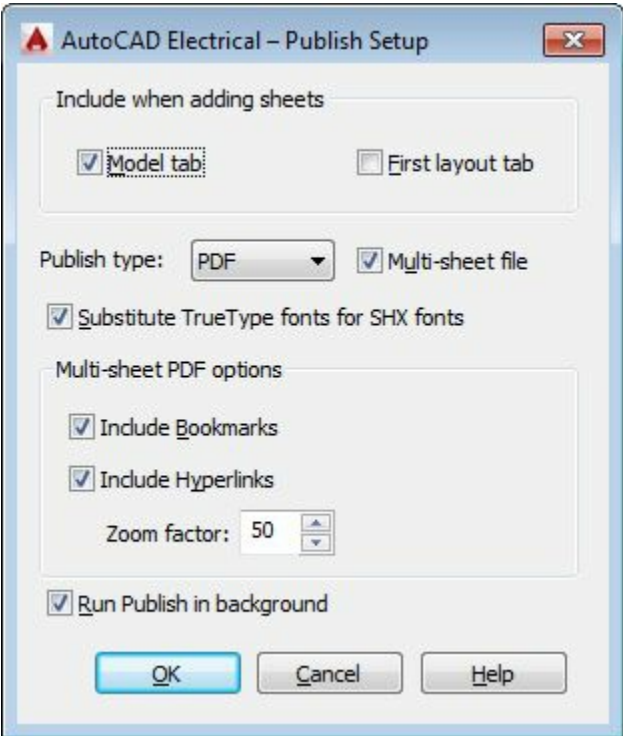 AutoCAD Electrical – Publish Setup
Include when adding sheets
Model tab First layout tab
Publish type: PDF Multi-sheet file
Substitute TrueType fonts for SHX fonts
Multi-sheet PDF options
Include Bookmarks
Include Hyperlinks
Zoom factor: 50
Run Publish in background
OK Cancel Help